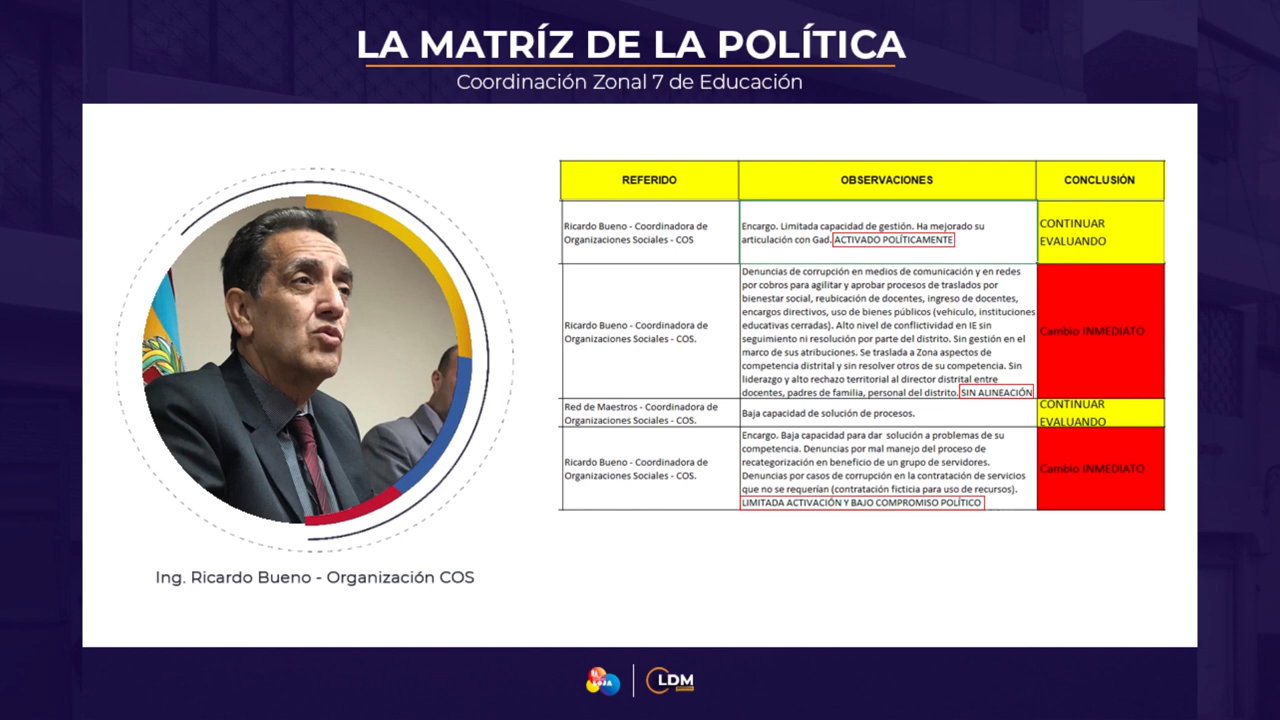 LA MATRÍZ DE LA POLÍTICA
Coordinación Zonal 7 de Educación
REFERIDO
OBSERVACIONES
CONCLUSIÓN
Ricardo Bueno - Coordinadora de
Organizaciones Sociales - COS
Encargo. Limitada capacidad de gestión. Ha mejorado su
articulación con Gad. ACTIVADO POLÍTICAMENTE
CONTINUAR
EVALUANDO
Ricardo Bueno - Coordinadora de
Organizaciones Sociales - COS.
Denuncias de corrupción en medios de comunicación y en redes
por cobros para agilitar y aprobar procesos de traslados por
bienestar social, reubicación de docentes, ingreso de docentes,
encargos directivos, uso de bienes públicos (vehículo, instituciones
educativas cerradas). Alto nivel de conflictividad en IE sin
seguimiento ni resolución por parte del distrito. Sin gestión en el
marco de sus atribuciones. Se traslada a Zona aspectos de
competencia distrital y sin resolver otros de su competencia. Sin
liderazgo y alto rechazo territorial al director distrital entre
docentes, padres de familia, personal del distrito. SIN ALINEACIÓN
Cambio INMEDIATO
Red de Maestros - Coordinadora de
Organizaciones Sociales - COS.
Baja capacidad de solución de procesos.
CONTINUAR
EVALUANDO
Ricardo Bueno - Coordinadora de
Organizaciones Sociales - COS.
Encargo. Baja capacidad para dar solución a problemas de su
competencia. Denuncias por mal manejo del proceso de
recategorización en beneficio de un grupo de servidores.
Denuncias por casos de corrupción en la contratación de servicios
que no se requerían (contratación ficticia para uso de recursos).
LIMITADA ACTIVACIÓN Y BAJO COMPROMISO POLÍTICO
Cambio INMEDIATO
Ing. Ricardo Bueno - Organización COS
LOJA
LDM